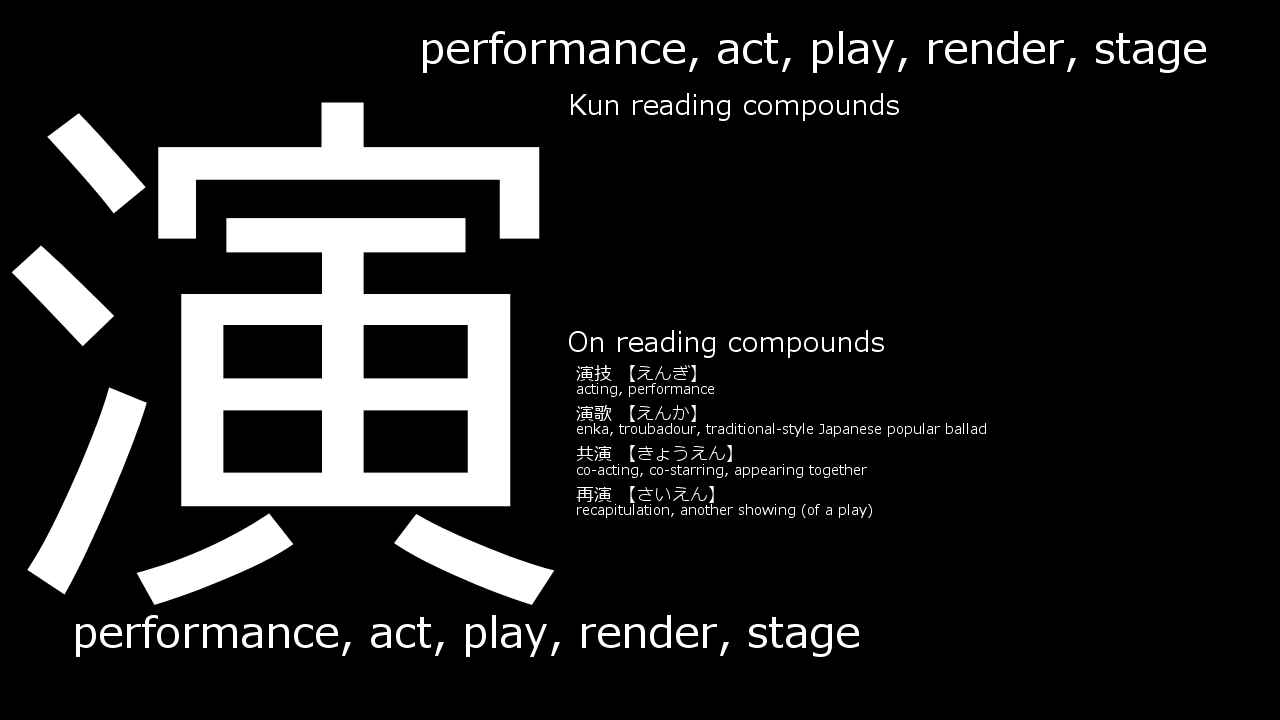 performance, act, play, render, stage
Kun reading compounds
演
On reading compounds
演技 【えんぎ】
acting, performance
演歌 【えんか】
enka, troubadour, traditional-style Japanese popular ballad
共演 【きょうえん】
co-acting, co-starring, appearing together
再演 【さいえん】
recapitulation, another showing (of a play)
performance, act, play, render, stage